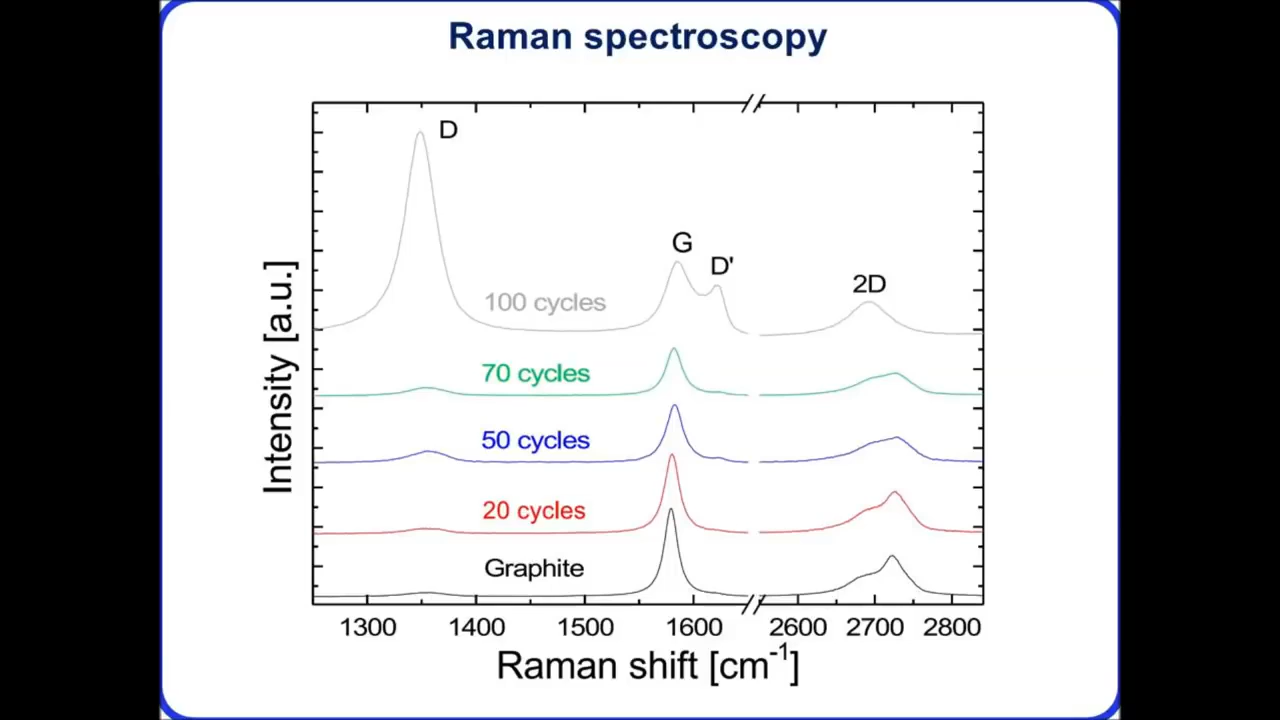 Raman spectroscopy
D
G
D'
2D
100 cycles
70 cycles
50 cycles
20 cycles
Graphite
Intensity [a.u.]
1300 1400 1500 1600 2600 2700 2800
Raman shift [cm⁻¹]